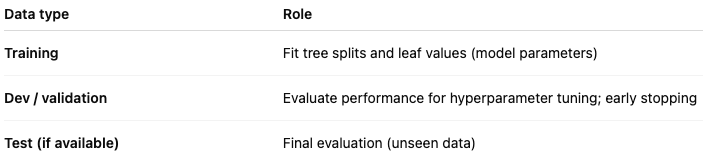 Data type Role
Training Fit tree splits and leaf values (model parameters)
Dev / validation Evaluate performance for hyperparameter tuning; early stopping
Test (if available) Final evaluation (unseen data)